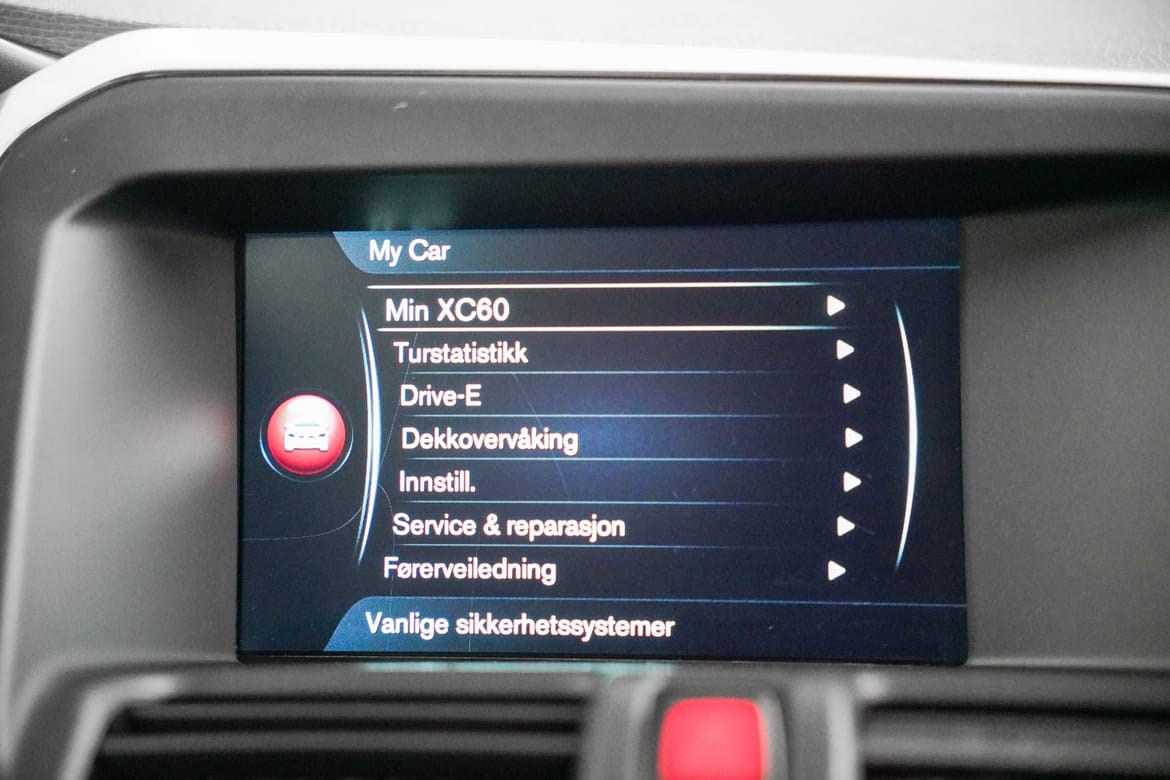 My Car
Min XC60
Turstatistikk
Drive-E
Dekkovervåking
Innstill.
Service & reparasjon
Førerveiledning
Vanlige sikkerhetssystemer